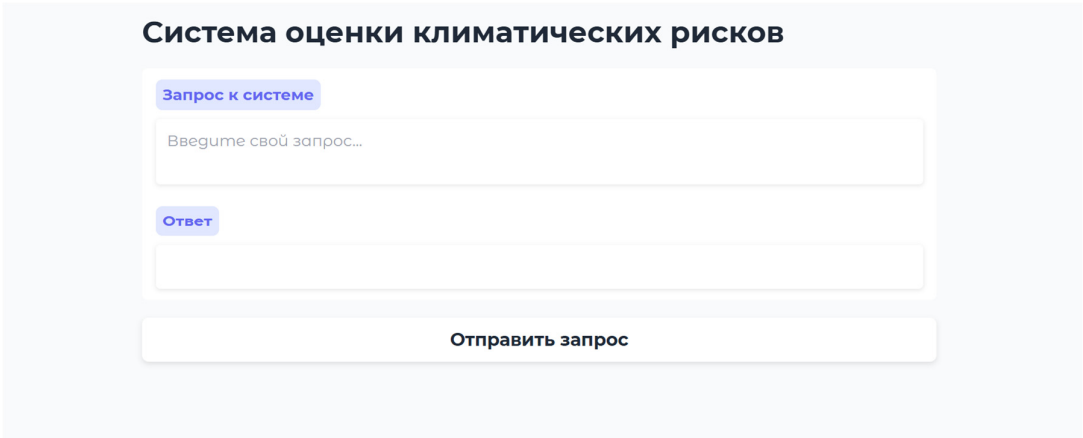 Система оценки климатических рисков
Запрос к системе
Введите свой запрос...
Ответ
Отправить запрос